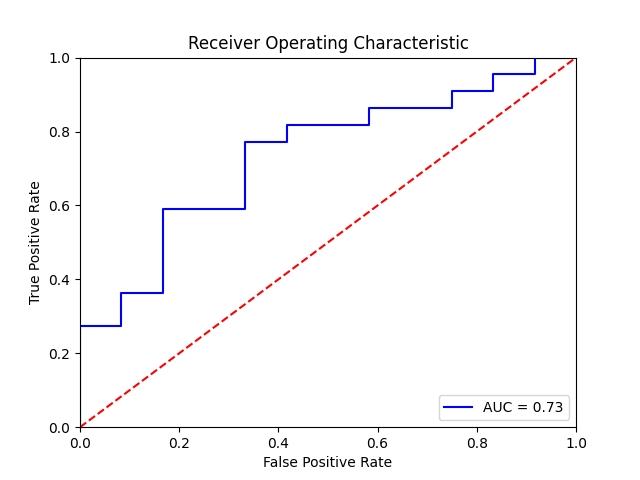 Receiver Operating Characteristic
True Positive Rate
1.0
0.8
0.6
0.4
0.2
0.0
AUC = 0.73
0.0 0.2 0.4 0.6 0.8 1.0
False Positive Rate